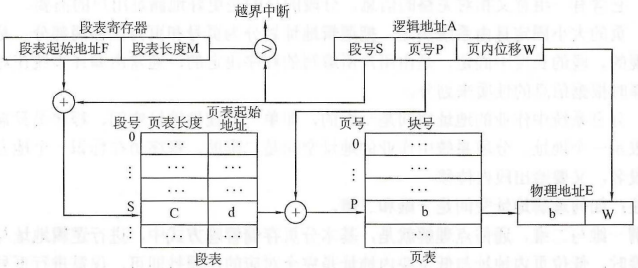 越界中断
段表寄存器
逻辑地址A
段表起始地址F 段表长度M > 段号S 页号P 页内位移W
+
页表起始
段号 页表长度 地址 页号 块号
0 ... ... 0 ...
⋮ ... ... ⋮ ...
... ... ... 物理地址E
S C d + P b b W
段表 页表